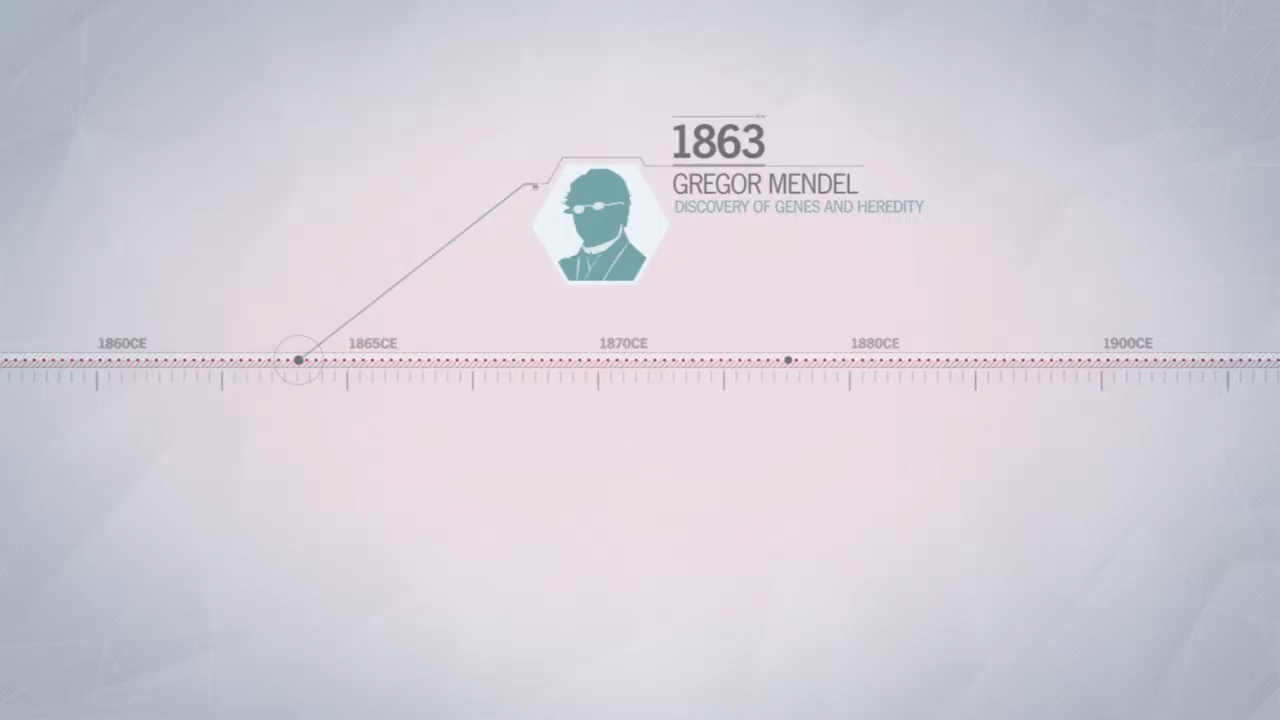 1863
GREGOR MENDEL
DISCOVERY OF GENES AND HEREDITY
1860CE 1865CE 1870CE 1880CE 1900CE